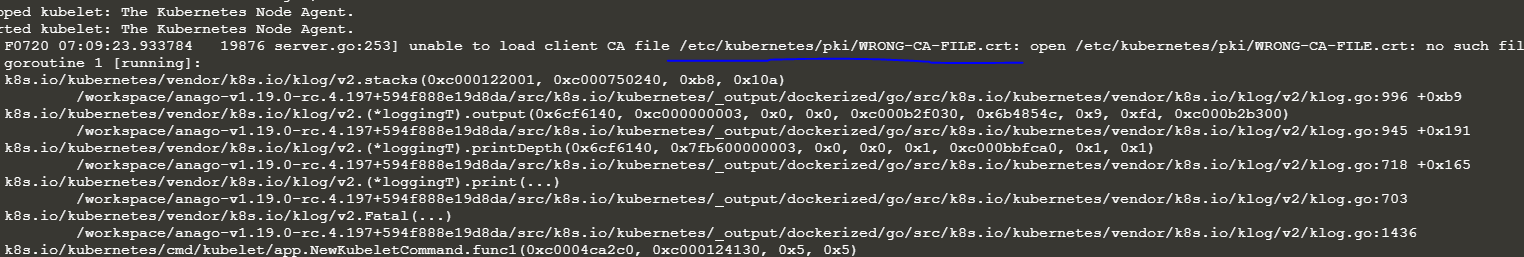 pped kubelet: The Kubernetes Node Agent.
rted kubelet: The Kubernetes Node Agent.
F0720 07:09:23.933784   19876 server.go:253] unable to load client CA file /etc/kubernetes/pki/WRONG-CA-FILE.crt: open /etc/kubernetes/pki/WRONG-CA-FILE.crt: no such fil
goroutine 1 [running]:
k8s.io/kubernetes/vendor/k8s.io/klog/v2.stacks(0xc000122001, 0xc000750240, 0xb8, 0x10a)
/workspace/anago-v1.19.0-rc.4.197+594f888e19d8da/src/k8s.io/kubernetes/_output/dockerized/go/src/k8s.io/kubernetes/vendor/k8s.io/klog/v2/klog.go:996 +0xb9
k8s.io/kubernetes/vendor/k8s.io/klog/v2.(*loggingT).output(0x6cf6140, 0xc000000003, 0x0, 0x0, 0xc000b2f030, 0x6b4854c, 0x9, 0xfd, 0xc000b2b300)
/workspace/anago-v1.19.0-rc.4.197+594f888e19d8da/src/k8s.io/kubernetes/_output/dockerized/go/src/k8s.io/kubernetes/vendor/k8s.io/klog/v2/klog.go:945 +0x191
k8s.io/kubernetes/vendor/k8s.io/klog/v2.(*loggingT).printDepth(0x6cf6140, 0x7fb600000003, 0x0, 0x0, 0x1, 0xc000bbfca0, 0x1, 0x1)
/workspace/anago-v1.19.0-rc.4.197+594f888e19d8da/src/k8s.io/kubernetes/_output/dockerized/go/src/k8s.io/kubernetes/vendor/k8s.io/klog/v2/klog.go:718 +0x165
k8s.io/kubernetes/vendor/k8s.io/klog/v2.(*loggingT).print(...)
/workspace/anago-v1.19.0-rc.4.197+594f888e19d8da/src/k8s.io/kubernetes/_output/dockerized/go/src/k8s.io/kubernetes/vendor/k8s.io/klog/v2/klog.go:703
k8s.io/kubernetes/vendor/k8s.io/klog/v2.Fatal(...)
/workspace/anago-v1.19.0-rc.4.197+594f888e19d8da/src/k8s.io/kubernetes/_output/dockerized/go/src/k8s.io/kubernetes/vendor/k8s.io/klog/v2/klog.go:1436
k8s.io/kubernetes/cmd/kubelet/app.NewKubeletCommand.func1(0xc0004ca2c0, 0xc000124130, 0x5, 0x5)